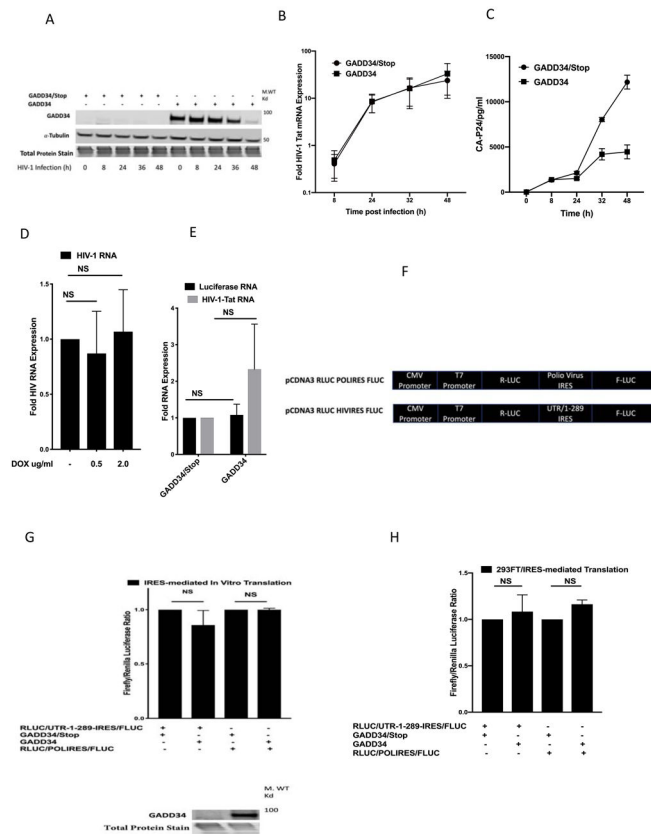 A
GADD34/Stop + + + + + - - - - -
GADD34 - - - - - + + + + +
M.WT
Kd
GADD34
100
α-Tubulin
50
Total Protein Stain
HIV-1 Infection (h) 0 8 24 36 48 0 8 24 36 48
B
GADD34/Stop
GADD34
Fold HIV-1 Tat mRNA Expression
100
10
1
0.1
8 24 32 48
Time post infection (h)
C
GADD34/Stop
GADD34
CA-P24/pg/ml
15000
10000
5000
0
0 8 24 32 48
Time (h)
D
HIV-1 RNA
NS
NS
Fold HIV RNA Expression
1.5
1.0
0.5
0.0
DOX ug/ml - 0.5 2.0
E
Luciferase RNA
HIV-1-Tat RNA
NS
NS
Fold RNA Expression
4
3
2
1
0
GADD34/Stop
GADD34
F
pCDNA3 RLUC POLIRES FLUC
CMV Promoter
T7 Promoter
R-LUC
Polio Virus IRES
F-LUC
pCDNA3 RLUC HIVIRES FLUC
CMV Promoter
T7 Promoter
R-LUC
UTR/1-289 IRES
F-LUC
G
IRES-mediated In Vitro Translation
NS
NS
Firefly/Renilla Luciferase Ratio
1.5
1.0
0.5
0.0
RLUC/UTR-1-289-IRES/FLUC + + - -
GADD34/Stop + - + -
GADD34 - + - +
RLUC/POLIRES/FLUC - - + +
M. WT
Kd
GADD34
100
Total Protein Stain
H
293FT/IRES-mediated Translation
NS
NS
Firefly/Renilla Luciferase Ratio
1.5
1.0
0.5
0.0
RLUC/UTR-1-289-IRES/FLUC + + - -
GADD34/Stop + - + -
GADD34 - + - +
RLUC/POLIRES/FLUC - - + +